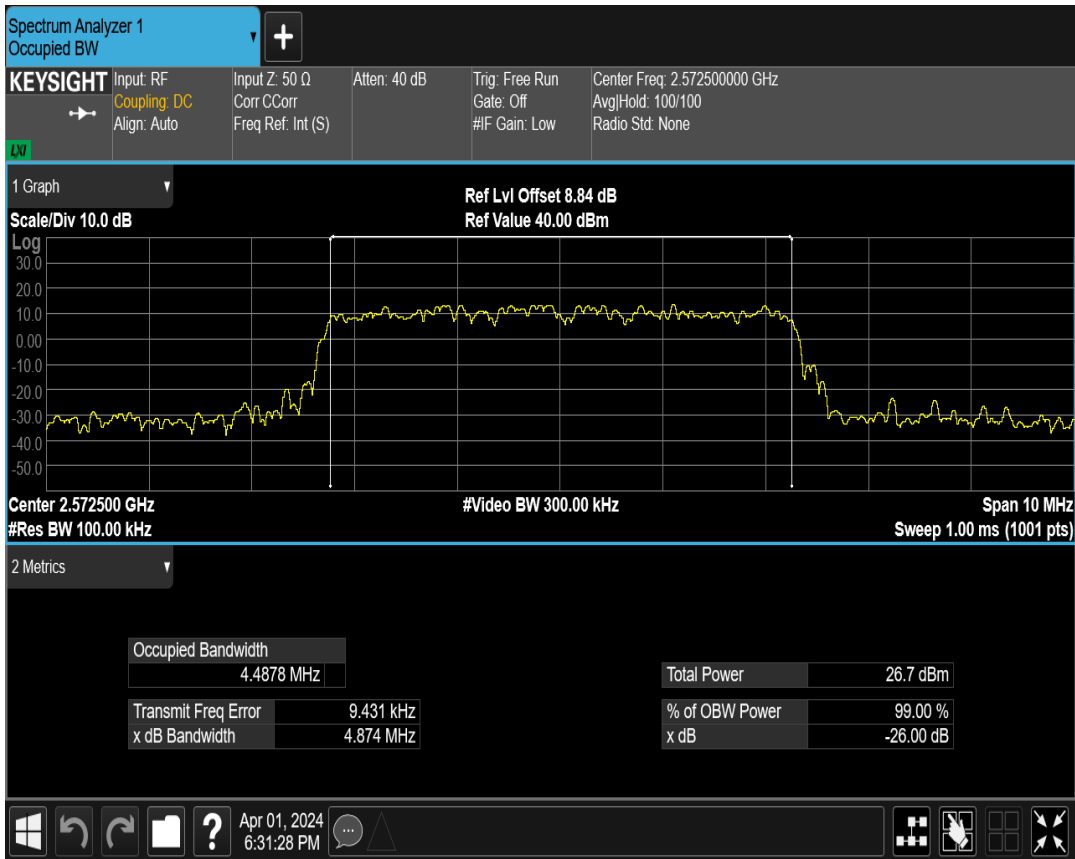 Spectrum Analyzer 1
Occupied BW
+
KEYSIGHT
LXI
Input: RF
Coupling: DC
Align: Auto
Input Z: 50 Ω
Corr CCorr
Freq Ref: Int (S)
Atten: 40 dB
Trig: Free Run
Gate: Off
#IF Gain: Low
Center Freq: 2.572500000 GHz
Avg|Hold: 100/100
Radio Std: None
1 Graph
Scale/Div 10.0 dB
Ref Lvl Offset 8.84 dB
Ref Value 40.00 dBm
Log
30.0
20.0
10.0
0.00
-10.0
-20.0
-30.0
-40.0
-50.0
Center 2.572500 GHz
#Video BW 300.00 kHz
Span 10 MHz
#Res BW 100.00 kHz
Sweep 1.00 ms (1001 pts)
2 Metrics
Occupied Bandwidth
4.4878 MHz
Transmit Freq Error 9.431 kHz
x dB Bandwidth 4.874 MHz
Total Power 26.7 dBm
% of OBW Power 99.00 %
x dB -26.00 dB
?
Apr 01, 2024
6:31:28 PM